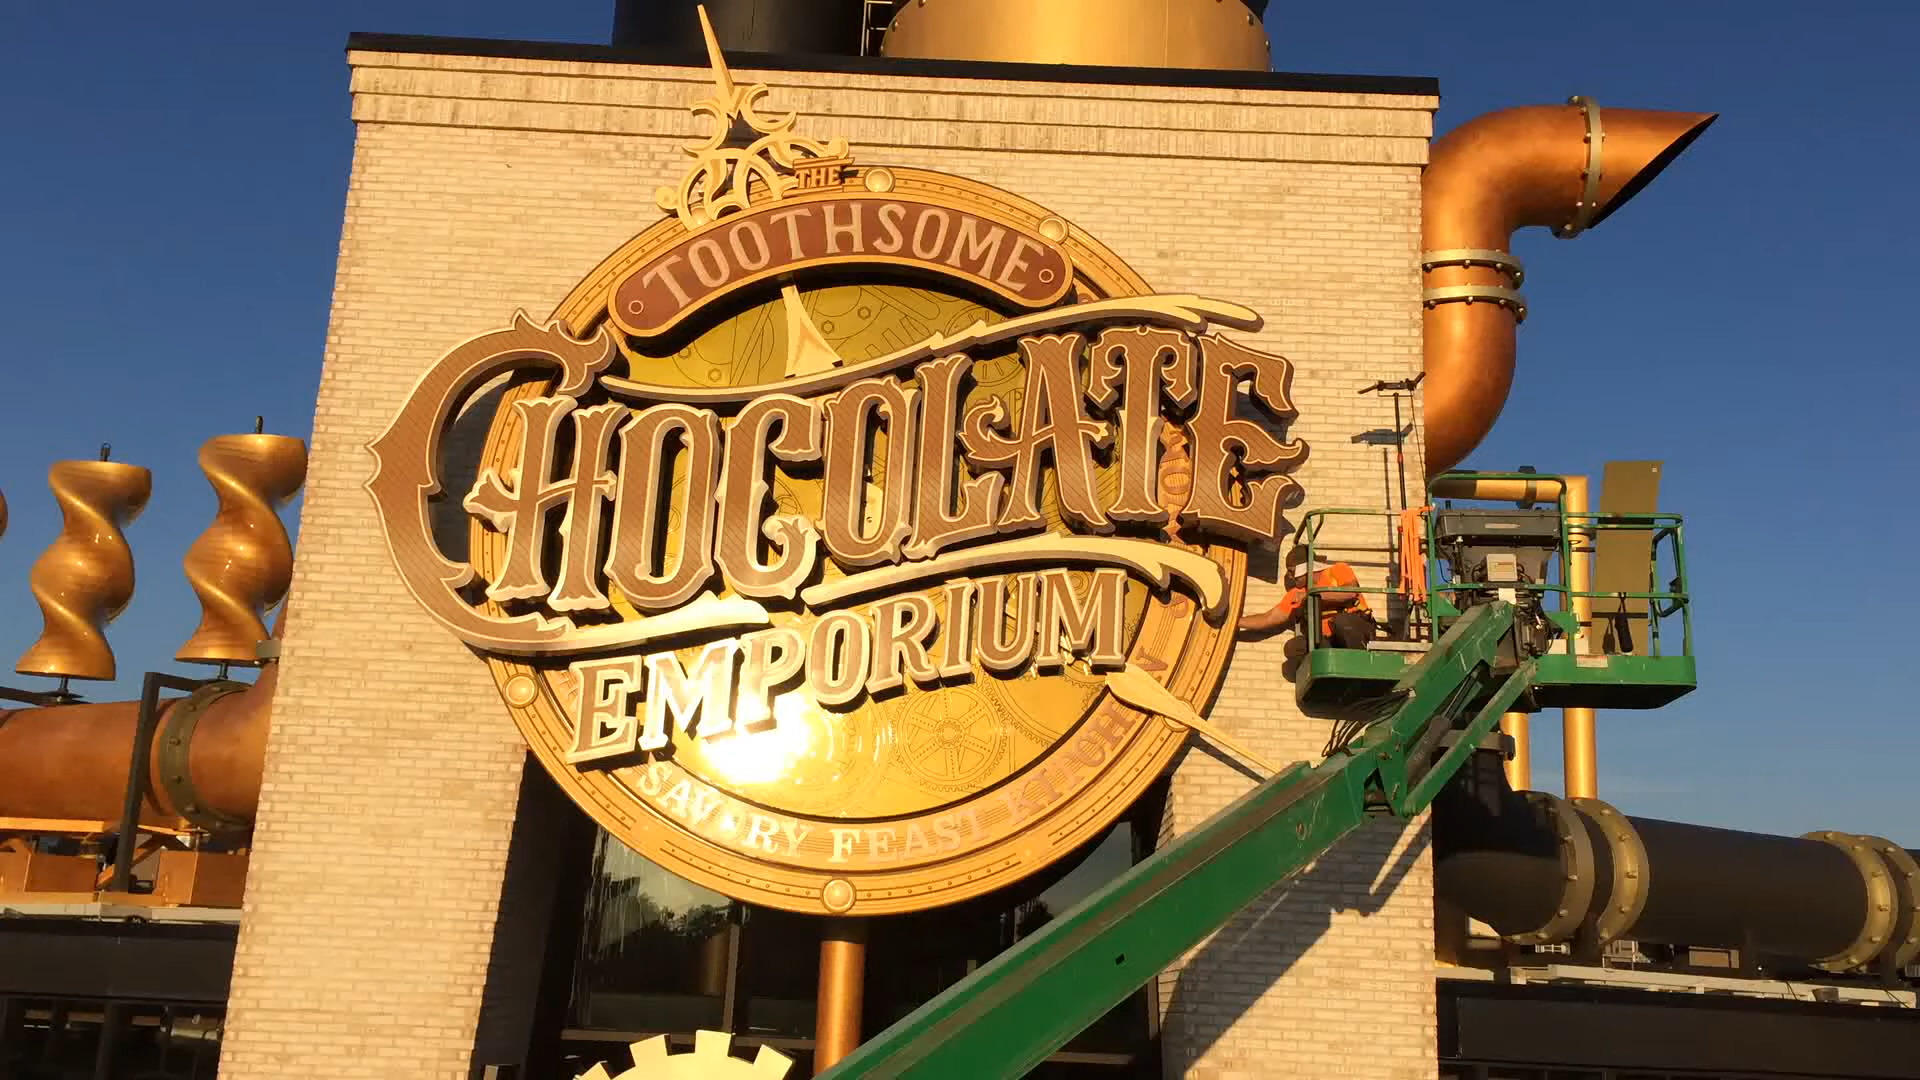 THE
TOOTHSOME
CHOCOLATE
EMPORIUM
SAVORY FEAST KITCHEN